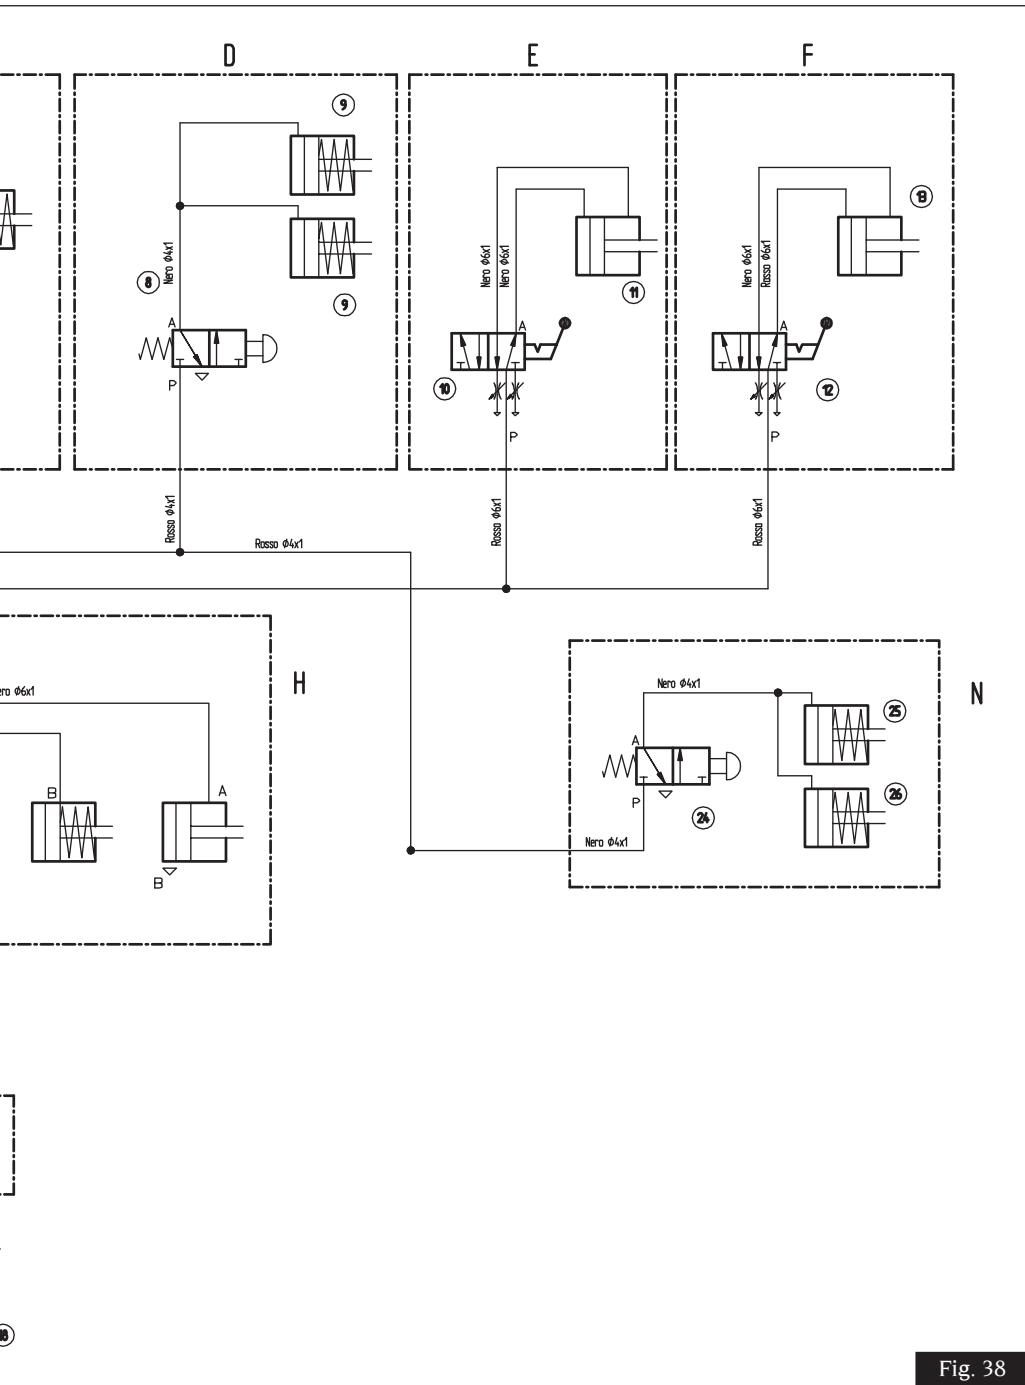 D
E
F
9
9
Nero Φ4x1
8
A
P
Nero Φ6x1
Nero Φ6x1
11
A
10
P
13
Nero Φ6x1
Rosso Φ6x1
A
12
P
Rosso Φ4x1
Rosso Φ4x1
Rosso Φ6x1
Rosso Φ6x1
H
Φ6x1
B
A
B
N
Nero Φ4x1
25
A
P
24
26
Nero Φ4x1
Fig. 38